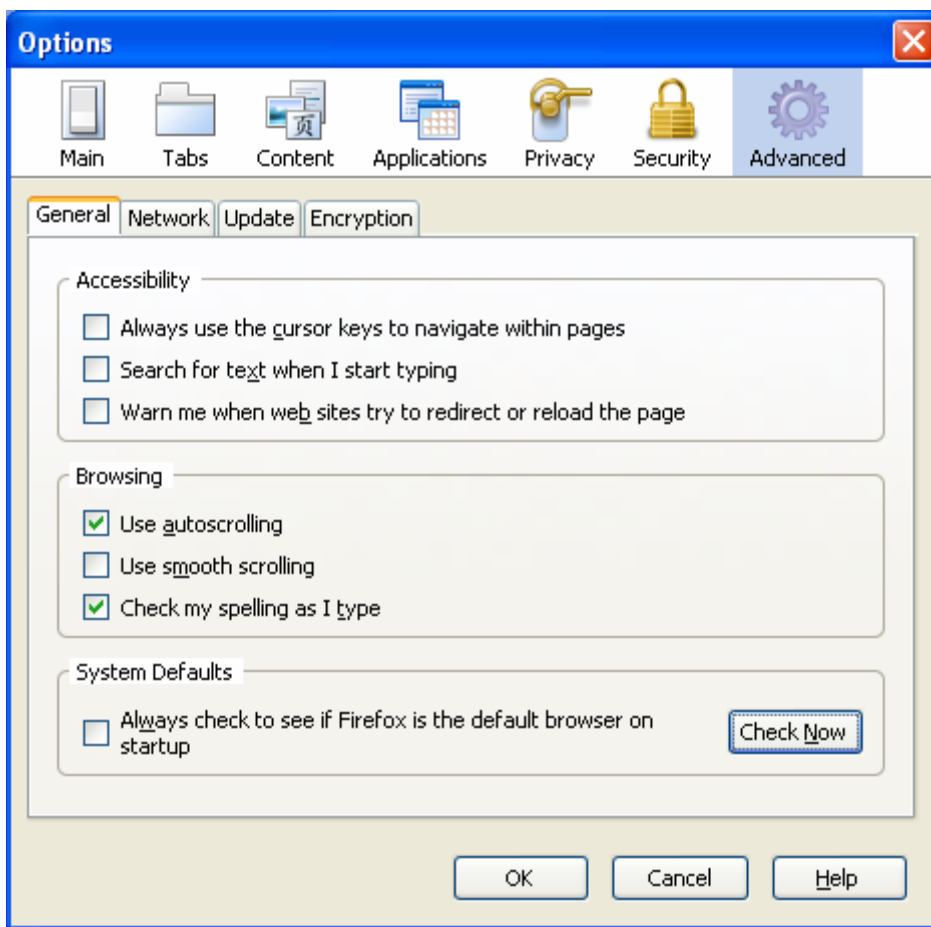 Options
Main
Tabs
Content
页
Applications
Privacy
Security
Advanced
General
Network
Update
Encryption
Accessibility
Always use the cursor keys to navigate within pages
Search for text when I start typing
Warn me when web sites try to redirect or reload the page
Browsing
Use autoscrolling
Use smooth scrolling
Check my spelling as I type
System Defaults
Always check to see if Firefox is the default browser on
startup
Check Now
OK
Cancel
Help